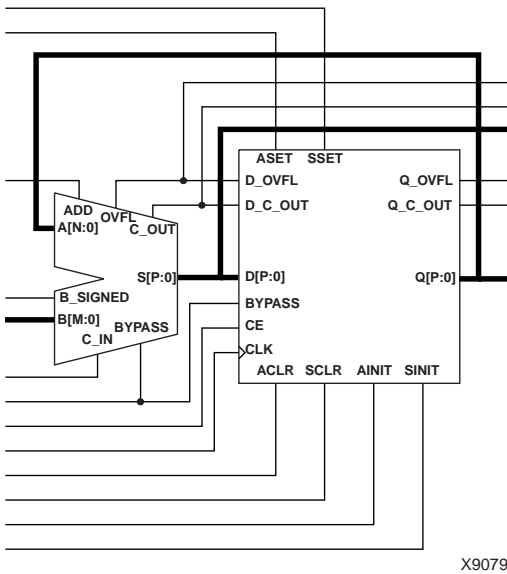 ASET SSET
D_OVFL Q_OVFL
D_C_OUT Q_C_OUT
ADD OVFL C_OUT
A[N:0]
S[P:0] D[P:0] Q[P:0]
B_SIGNED
B[M:0] BYPASS
C_IN
BYPASS
CE
CLK
ACLR SCLR AINIT SINIT
X9079